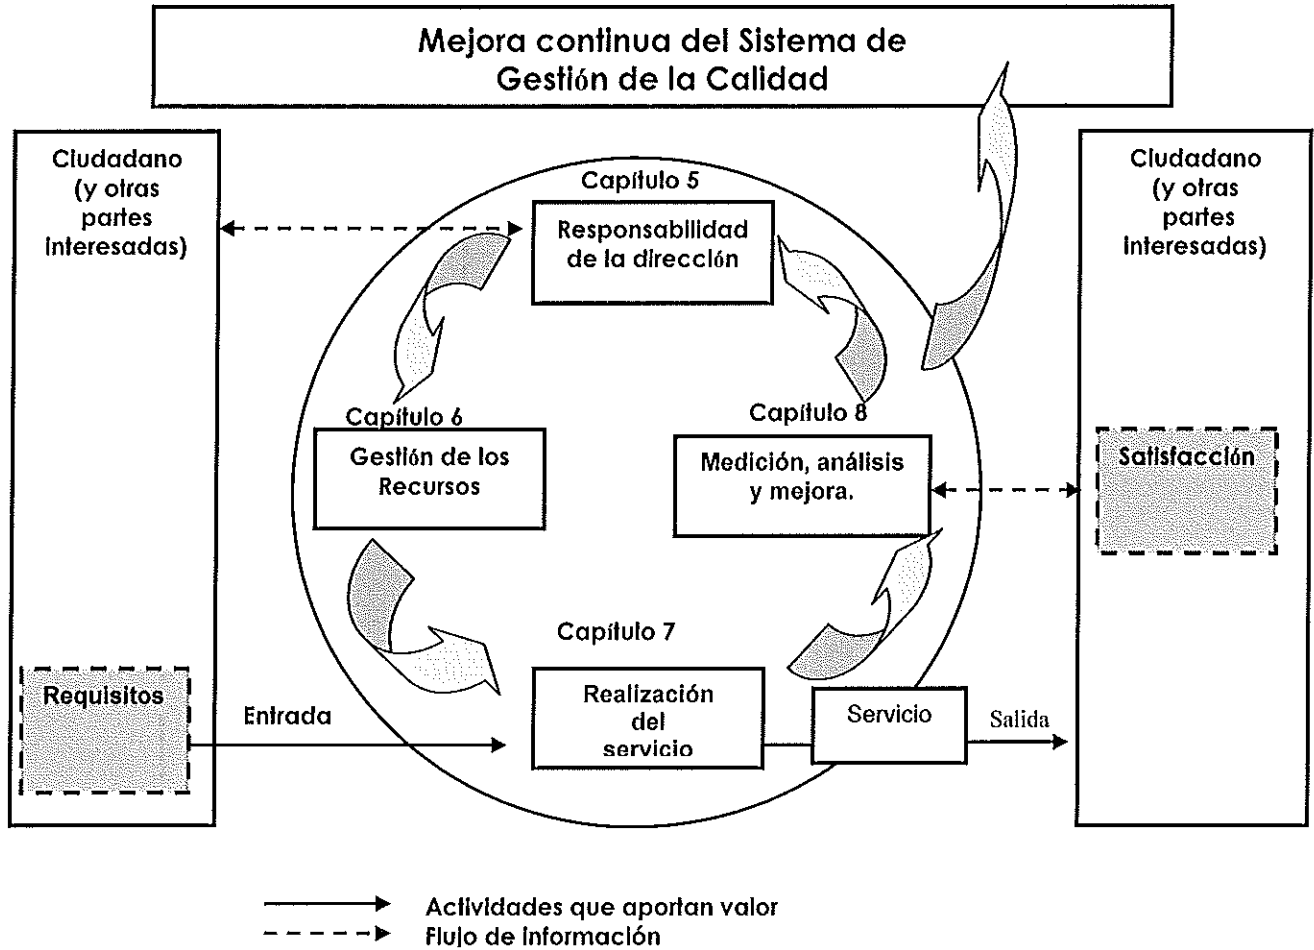 Mejora continua del Sistema de
Gestión de la Calidad
Ciudadano
(y otras
partes
interesadas)
Ciudadano
(y otras
partes
interesadas)
Capítulo 5
Responsabilidad
de la dirección
Capítulo 6
Gestión de los
Recursos
Capítulo 8
Medición, análisis
y mejora.
Satisfacción
Capítulo 7
Requisitos
Entrada
Realización
del
servicio
Servicio
Salida
Actividades que aportan valor
Flujo de información